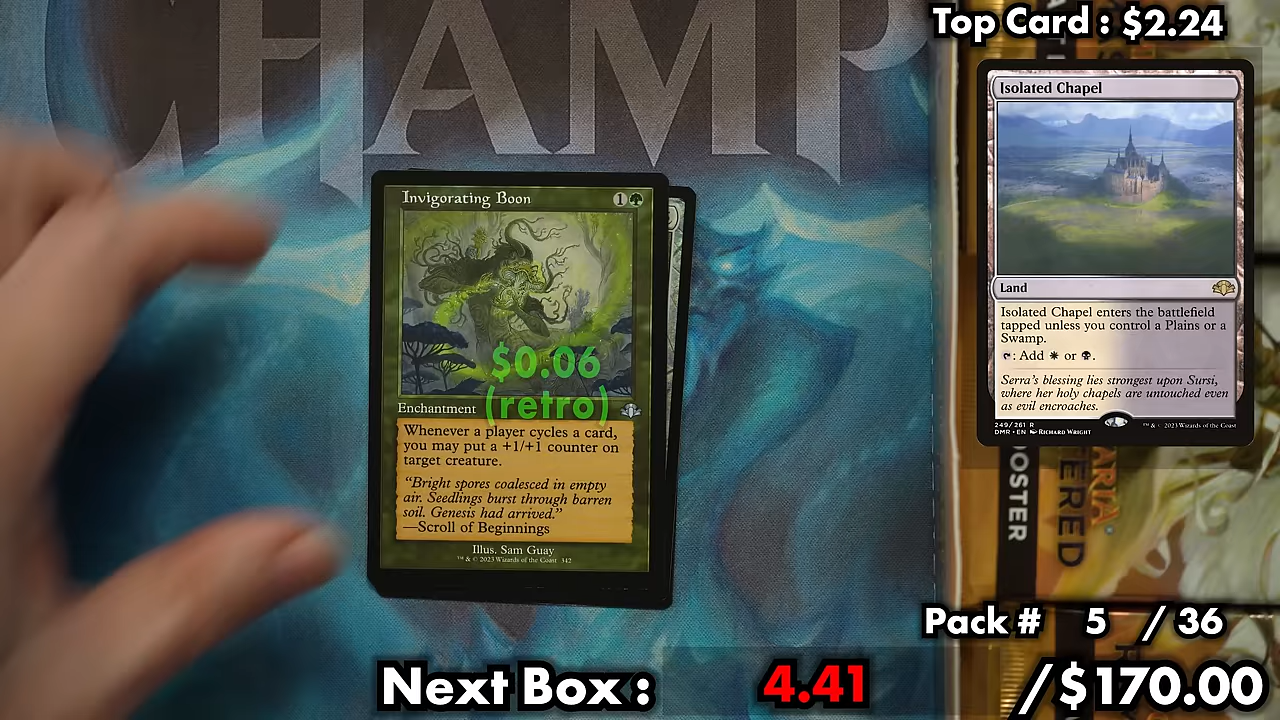 CHAMP
Top Card : $2.24
Isolated Chapel
Land
Isolated Chapel enters the battlefield
tapped unless you control a Plains or a
Swamp.
: Add or .
Serra's blessing lies strongest upon Sursi,
where her holy chapels are untouched even
as evil encroaches.
249/261 R
DMR • EN RICHARD WRIGHT
™ & © 2023 Wizards of the Coast
Invigorating Boon
1
$0.06
(retro)
Enchantment
Whenever a player cycles a card,
you may put a +1/+1 counter on
target creature.
"Bright spores coalesced in empty
air. Seedlings burst through barren
soil. Genesis had arrived."
—Scroll of Beginnings
Illus. Sam Guay
™ & © 2023 Wizards of the Coast 342
OOSTER
ARIA
ERED
Pack # 5 / 36
Next Box : 4.41 /$170.00